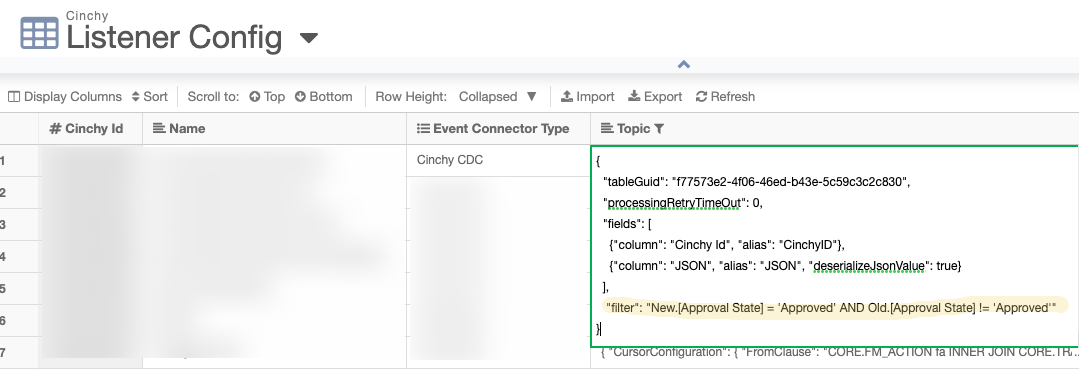 Cinchy
Listener Config
Display Columns Sort Scroll to: Top Bottom Row Height: Collapsed Import Export Refresh
# Cinchy Id Name Event Connector Type Topic
1 Cinchy CDC
{
"tableGuid": "f77573e2-4f06-46ed-b43e-5c59c3c2c830",
"processingRetryTimeOut": 0,
"fields": [
{"column": "Cinchy Id", "alias": "CinchyID"},
{"column": "JSON", "alias": "JSON", "deserializeJsonValue": true}
],
"filter": "New.[Approval State] = 'Approved' AND Old.[Approval State] != 'Approved'"
}
2
3
4
5
6
7 { "CursorConfiguration": { "FromClause": "CORE.FM_ACTION fa INNER JOIN CORE.TR/...